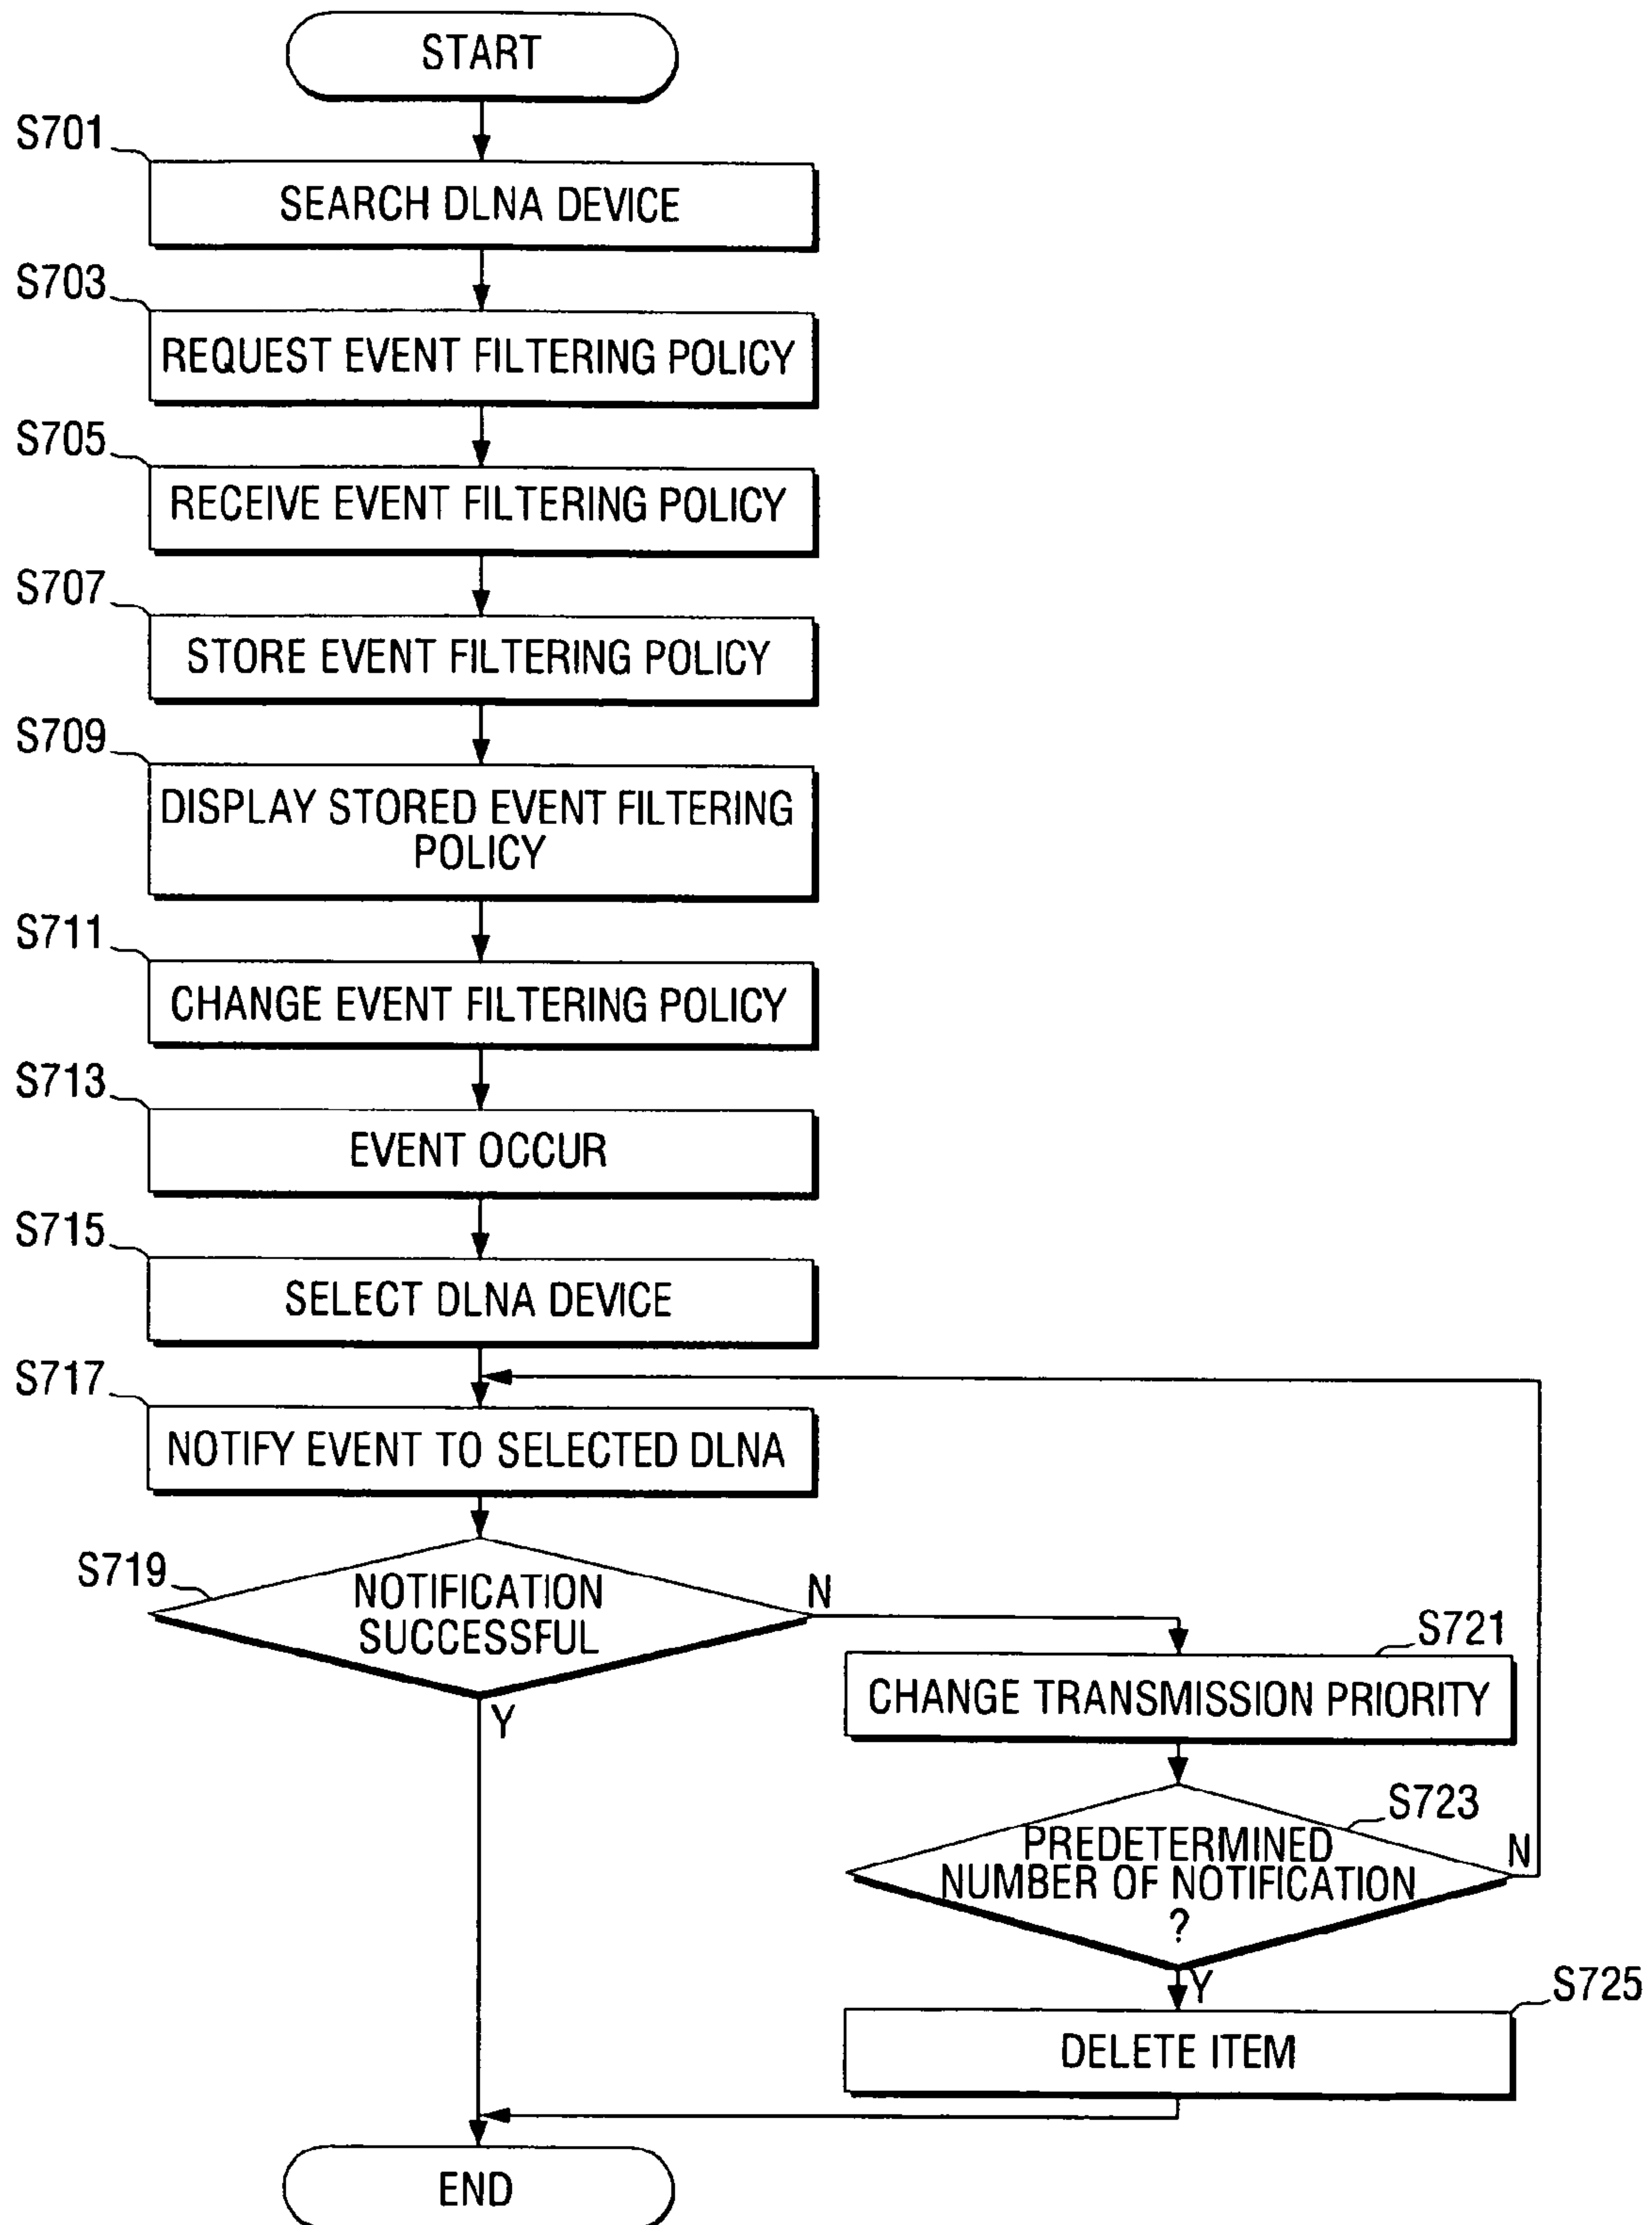 START
S701
SEARCH DLNA DEVICE
S703
REQUEST EVENT FILTERING POLICY
S705
RECEIVE EVENT FILTERING POLICY
S707
STORE EVENT FILTERING POLICY
S709
DISPLAY STORED EVENT FILTERING
POLICY
S711
CHANGE EVENT FILTERING POLICY
S713
EVENT OCCUR
S715
SELECT DLNA DEVICE
S717
NOTIFY EVENT TO SELECTED DLNA
S719
NOTIFICATION
SUCCESSFUL
N
Y
S721
CHANGE TRANSMISSION PRIORITY
S723
PREDETERMINED
NUMBER OF NOTIFICATION
?
N
Y
S725
DELETE ITEM
END